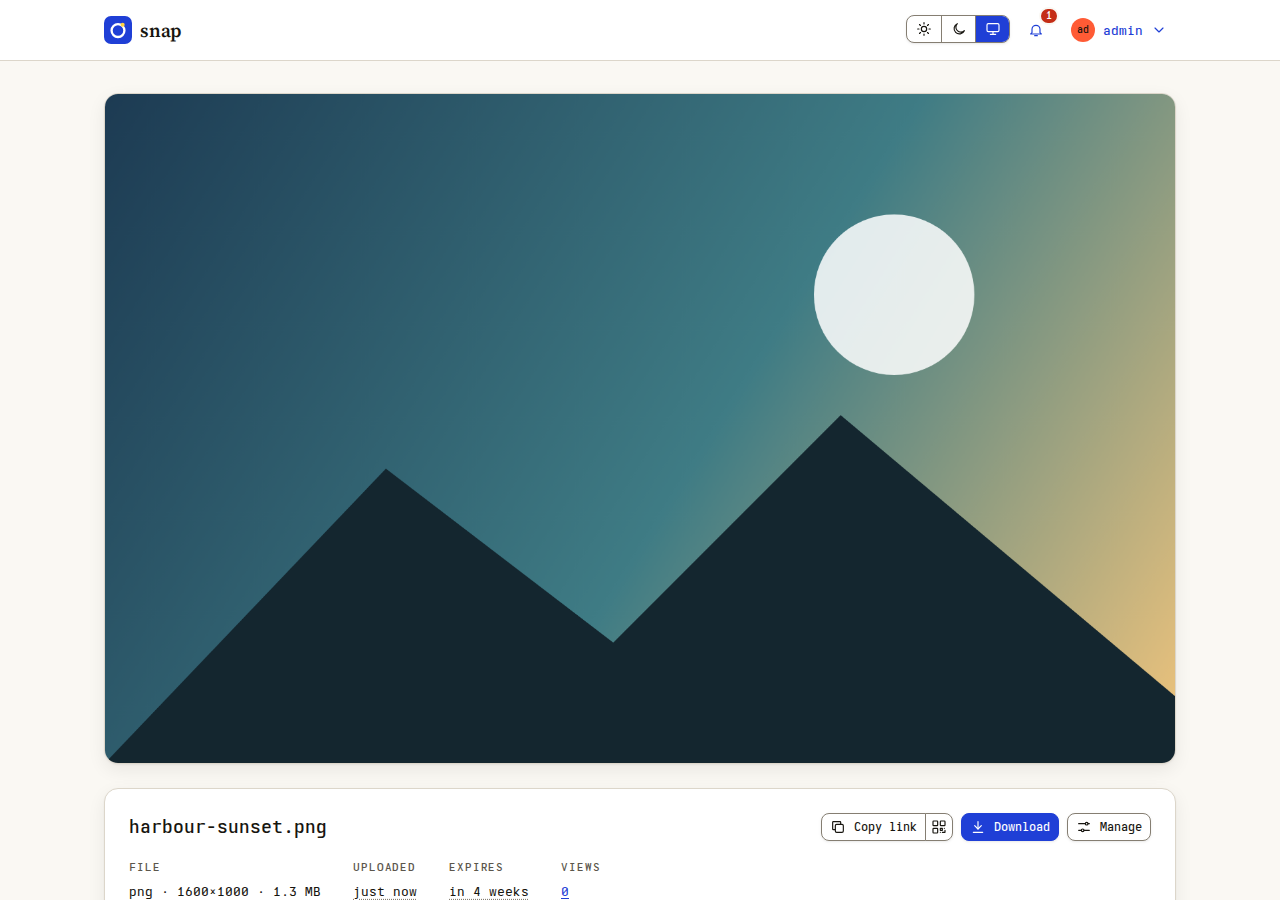 snap
1
ad admin
harbour-sunset.png
Copy link
Download
Manage
FILE UPLOADED EXPIRES VIEWS
png · 1600×1000 · 1.3 MB just now in 4 weeks 0